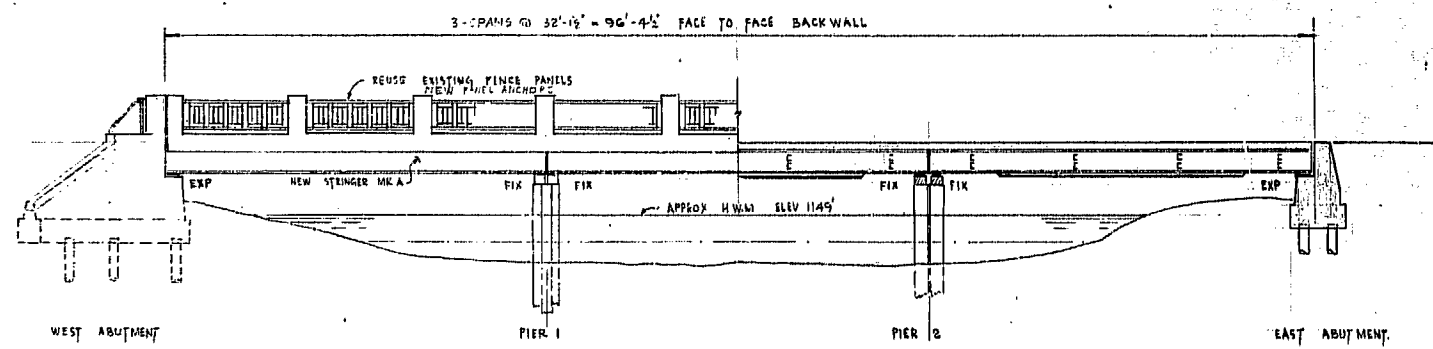 3-SPANS @ 32'-1½" = 96'-4½" FACE TO FACE BACKWALL
REUSE EXISTING FENCE PANELS
NEW PANEL ANCHORS
EXP
NEW STRINGER MK A
FIX
FIX
FIX
FIX
EXP
APPROX H.W.M ELEV 1149'
WEST ABUTMENT
PIER 1
PIER 2
EAST ABUTMENT.